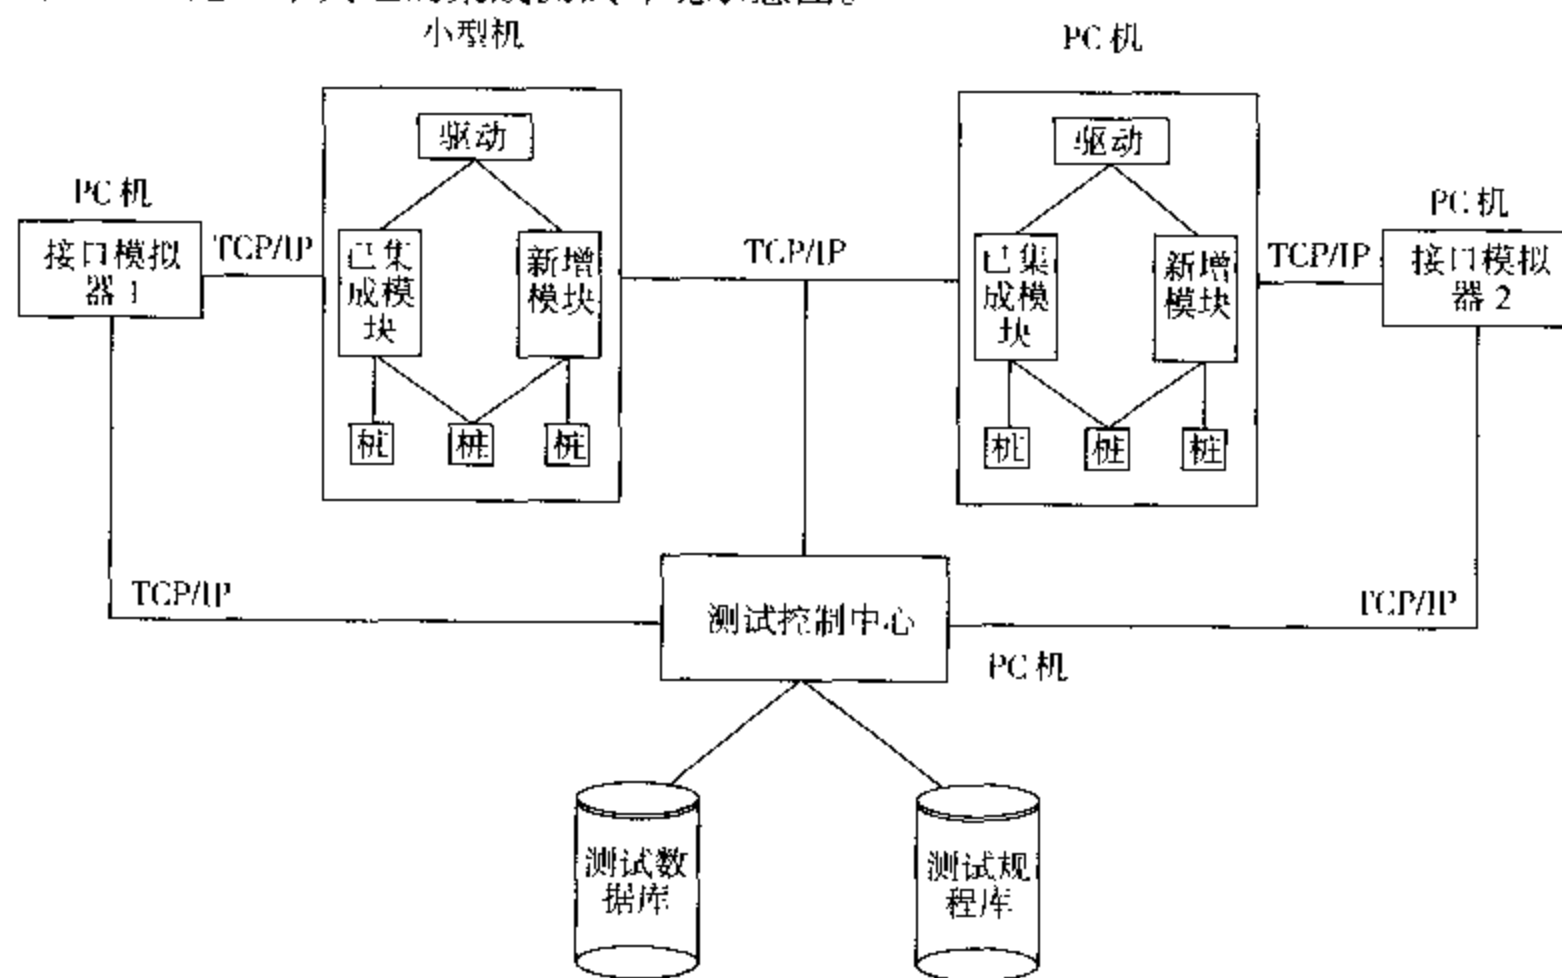 小型机
PC 机
驱动
驱动
PC 机
PC 机
接口模拟
器 1
TCP/IP
已集
成模
块
新增
模块
TCP/IP
已集
成模
块
新增
模块
TCP/IP
接口模拟
器 2
桩
桩
桩
桩
桩
桩
TCP/IP
测试控制中心
TCP/IP
PC 机
测试数
据库
测试规
程库